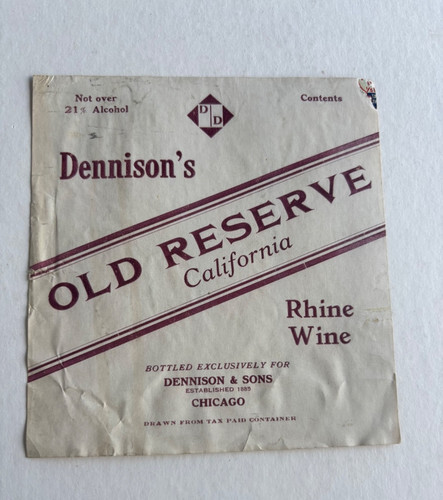 Not over
21% Alcohol
D
D
Contents
Dennison's
OLD RESERVE
California
Rhine
Wine
BOTTLED EXCLUSIVELY FOR
DENNISON & SONS
ESTABLISHED 1885
CHICAGO
DRAWN FROM TAX PAID CONTAINER